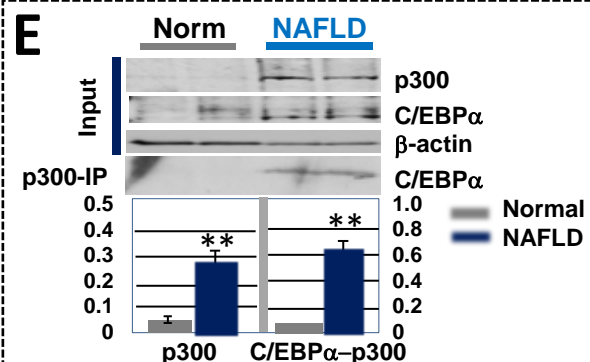 E
Norm NAFLD
Input
p300
C/EBPα
β-actin
p300-IP C/EBPα
0.5 1.0
0.4 0.8
0.3 0.6
0.2 0.4
0.1 0.2
0 0
** **
Normal
NAFLD
p300 C/EBPα–p300